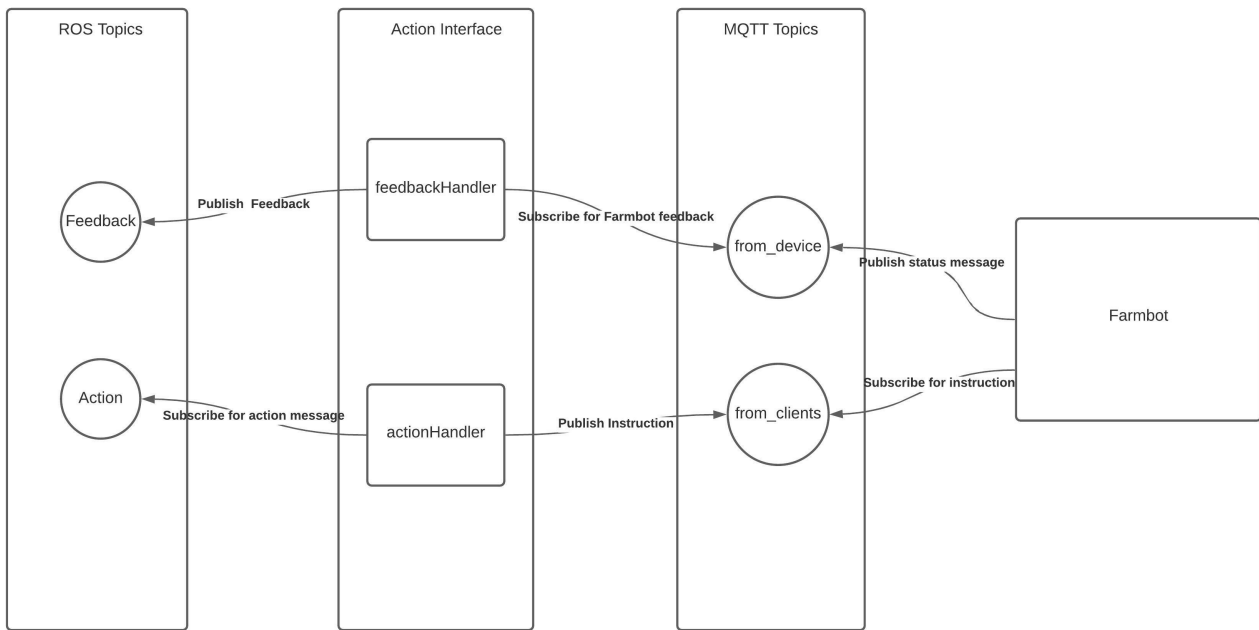 ROS Topics
Action Interface
MQTT Topics
feedbackHandler
Publish  Feedback
Feedback
Subscribe for Farmbot feedback
from_device
Publish status message
Farmbot
Action
Subscribe for action message
actionHandler
Publish Instruction
from_clients
Subscribe for instruction